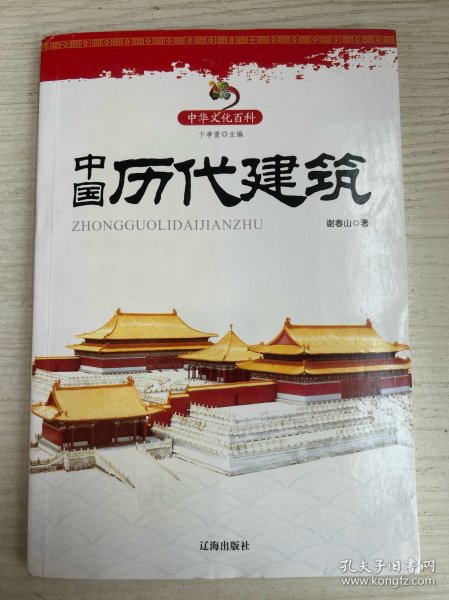 中华文化百科
卞孝萱◎主编
中国历代建筑
ZHONGGUOLIDAIJIANZHU
谢春山◎著
辽海出版社
孔夫子旧书网
www.kongfz.com